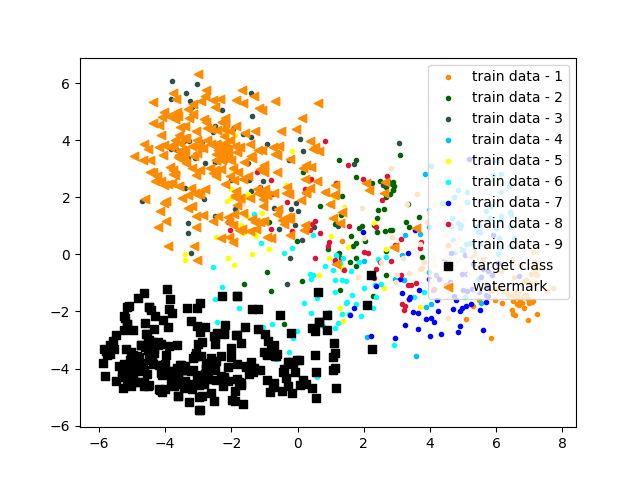 train data - 1
train data - 2
train data - 3
train data - 4
train data - 5
train data - 6
train data - 7
train data - 8
train data - 9
target class
watermark
6
4
2
0
−2
−4
−6
−6 −4 −2 0 2 4 6 8